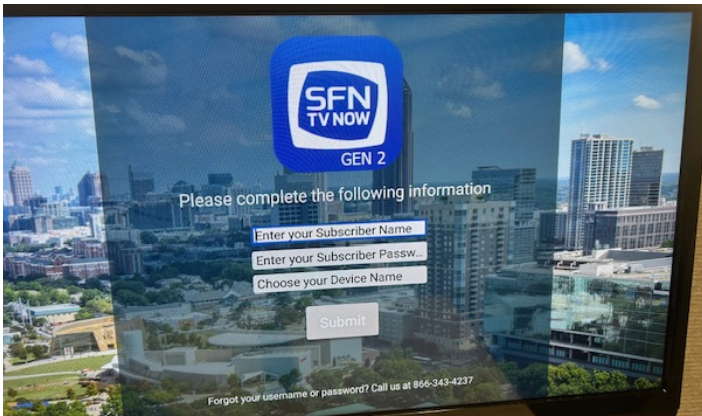 SFN
TV NOW
GEN 2
Please complete the following information
Enter your Subscriber Name
Enter your Subscriber Passw...
Choose your Device Name
Submit
Forgot your username or password? Call us at 866-343-4237